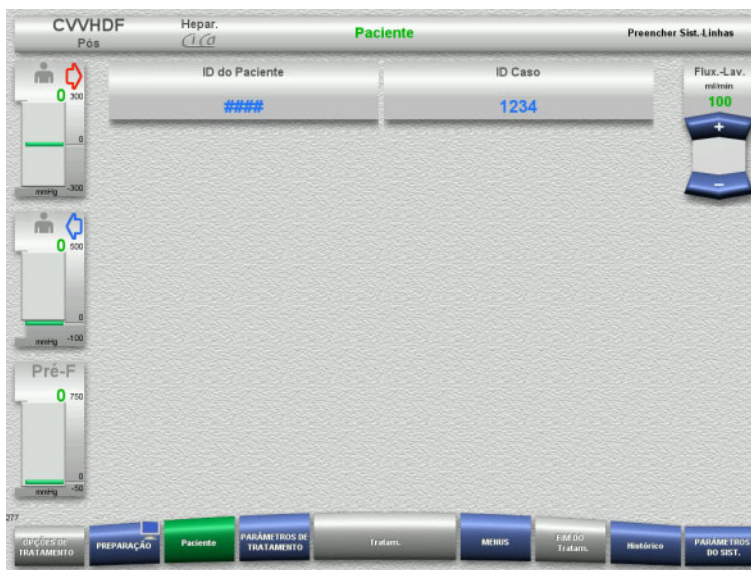 CVVHDF
Pós
Hepar.
CiCa
Paciente
Preencher Sist.-Linhas
0
300
0
mmHg -300
ID do Paciente
####
ID Caso
1234
Flux.-Lav.
ml/min
100
+
−
0
500
0
mmHg -100
Pré-F
0
750
0
mmHg -50
277
OPÇÕES DE
TRATAMENTO
PREPARAÇÃO
Paciente
PARÂMETROS DE
TRATAMENTO
Tratam.
MENUS
FIM DO
Tratam.
Histórico
PARÂMETROS
DO SIST.